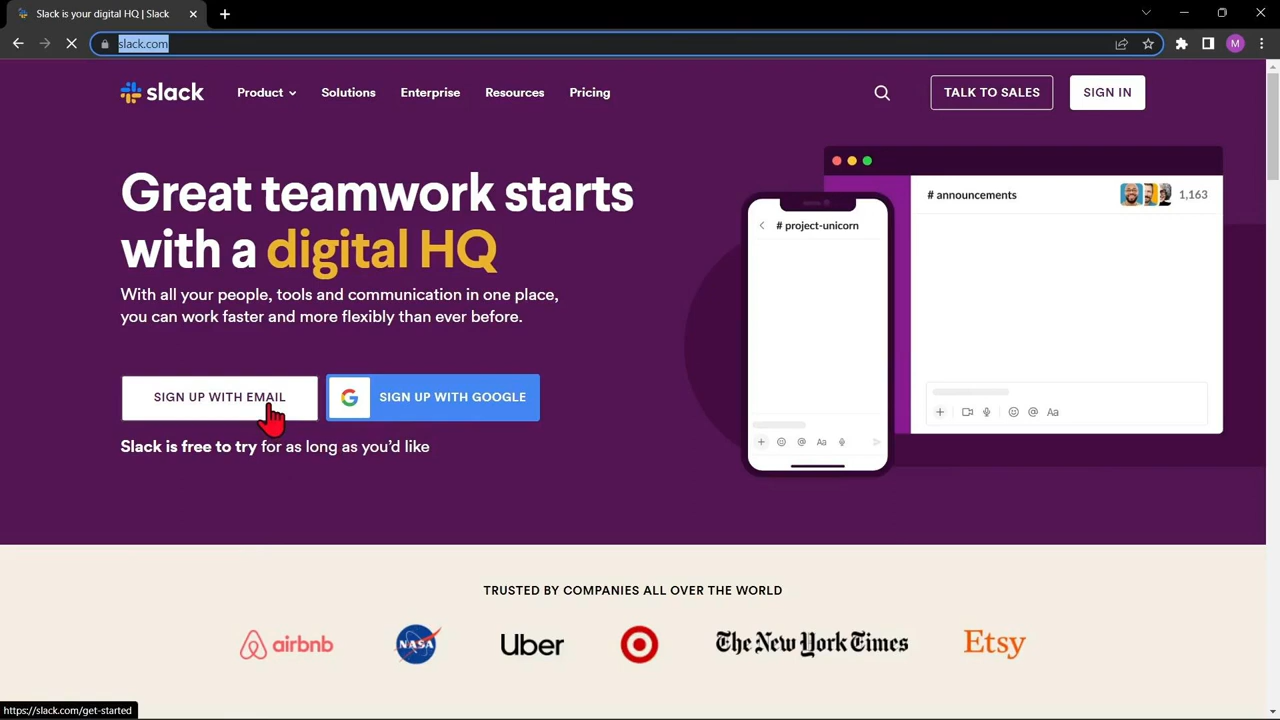 Slack is your digital HQ | Slack
slack.com
slack
Product
Solutions
Enterprise
Resources
Pricing
TALK TO SALES
SIGN IN
Great teamwork starts
with a digital HQ
With all your people, tools and communication in one place,
you can work faster and more flexibly than ever before.
SIGN UP WITH EMAIL
G
SIGN UP WITH GOOGLE
Slack is free to try for as long as you’d like
# announcements
1,163
Aa
# project-unicorn
Aa
TRUSTED BY COMPANIES ALL OVER THE WORLD
airbnb
NASA
Uber
The New York Times
Etsy
https://slack.com/get-started
M